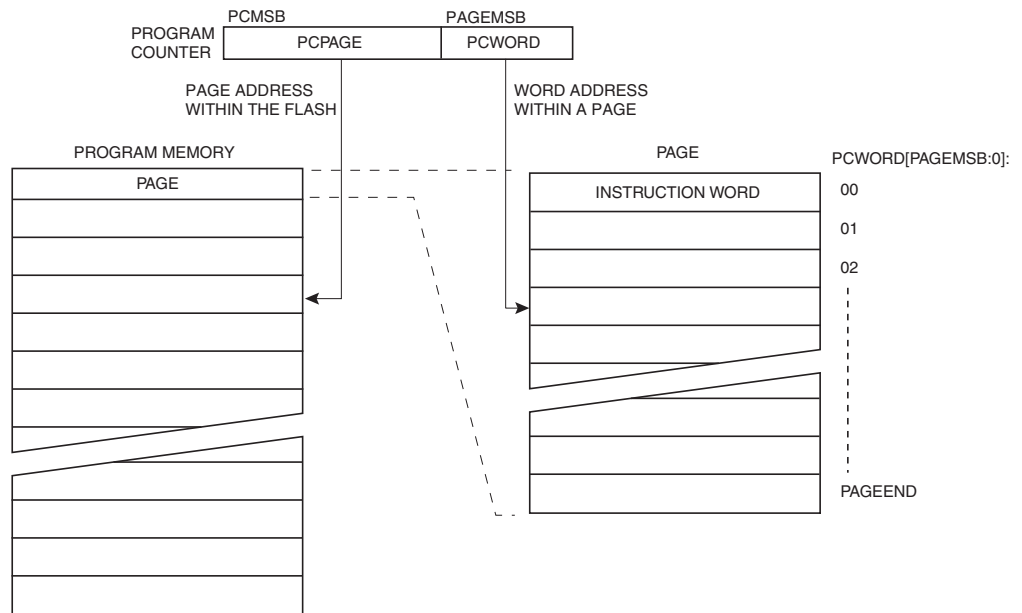 PCMSB
PAGEMSB
PROGRAM
COUNTER
PCPAGE
PCWORD
PAGE ADDRESS
WITHIN THE FLASH
WORD ADDRESS
WITHIN A PAGE
PROGRAM MEMORY
PAGE
PAGE
PCWORD[PAGEMSB:0]:
INSTRUCTION WORD
00
01
02
PAGEEND